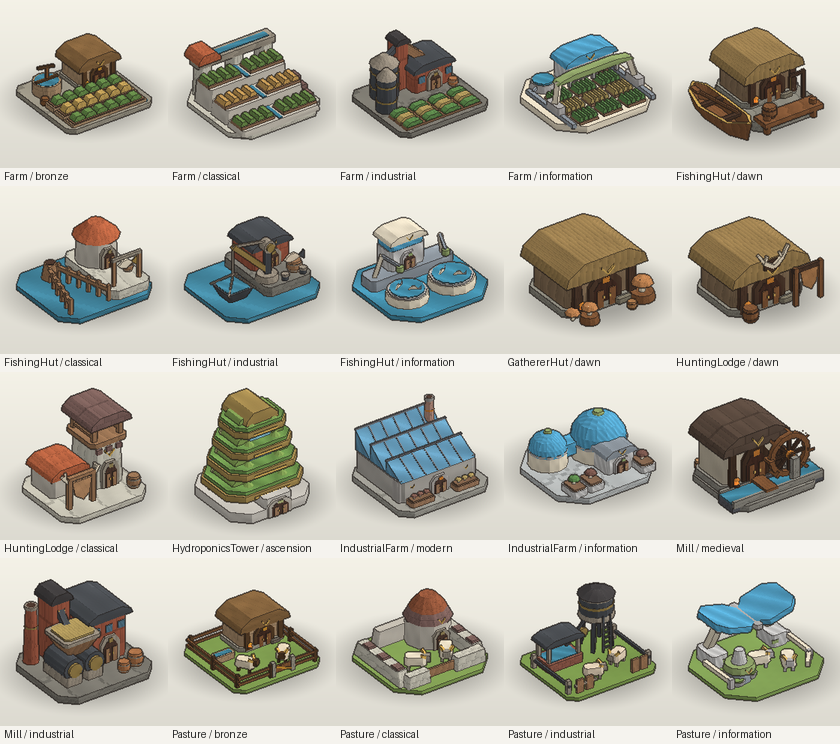 Farm / bronze
Farm / classical
Farm / industrial
Farm / information
FishingHut / dawn
FishingHut / classical
FishingHut / industrial
FishingHut / information
GathererHut / dawn
HuntingLodge / dawn
HuntingLodge / classical
HydroponicsTower / ascension
IndustrialFarm / modern
IndustrialFarm / information
Mill / medieval
Mill / industrial
Pasture / bronze
Pasture / classical
Pasture / industrial
Pasture / information